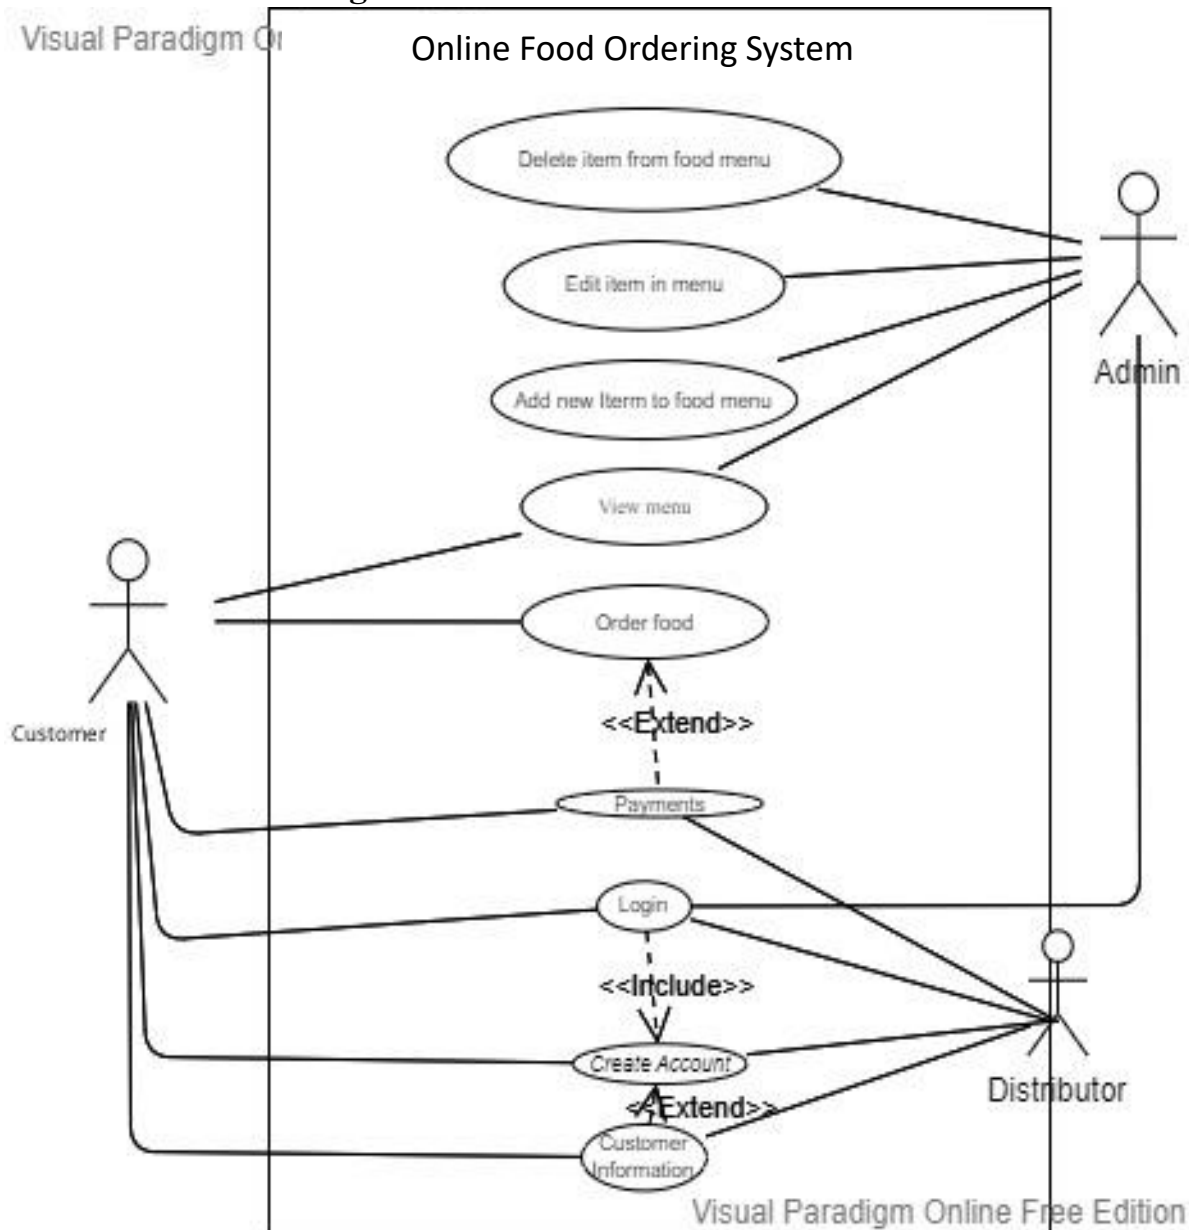 Visual Paradigm Or
Online Food Ordering System
Delete item from food menu
Edit item in menu
Admin
Add new Iterm to food menu
View menu
Order food
Customer
<<Extend>>
Payments
Login
<<Include>>
Create Account
Distributor
<<Extend>>
Customer
Information
Visual Paradigm Online Free Edition